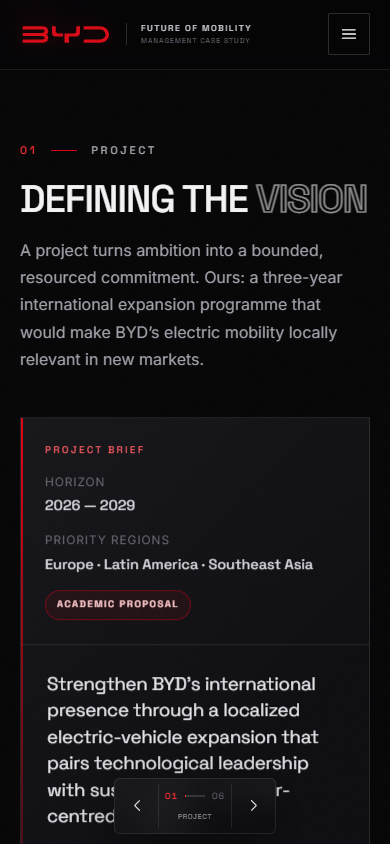 BYD
FUTURE OF MOBILITY
MANAGEMENT CASE STUDY
01 PROJECT
DEFINING THE VISION
A project turns ambition into a bounded,
resourced commitment. Ours: a three-year
international expansion programme that
would make BYD’s electric mobility locally
relevant in new markets.
PROJECT BRIEF
HORIZON
2026 — 2029
PRIORITY REGIONS
Europe · Latin America · Southeast Asia
ACADEMIC PROPOSAL
Strengthen BYD’s international
presence through a localized
electric-vehicle expansion that
pairs technological leadership
with
centred
01 06
PROJECT